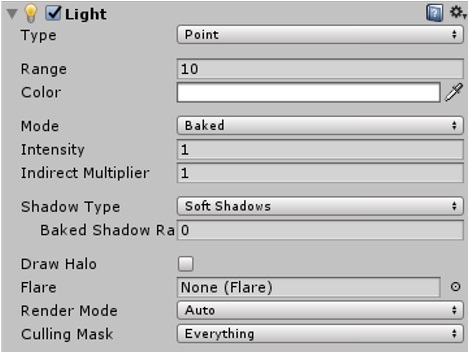 Light
Type Point
Range 10
Color
Mode Baked
Intensity 1
Indirect Multiplier 1
Shadow Type Soft Shadows
Baked Shadow Ra 0
Draw Halo
Flare None (Flare)
Render Mode Auto
Culling Mask Everything